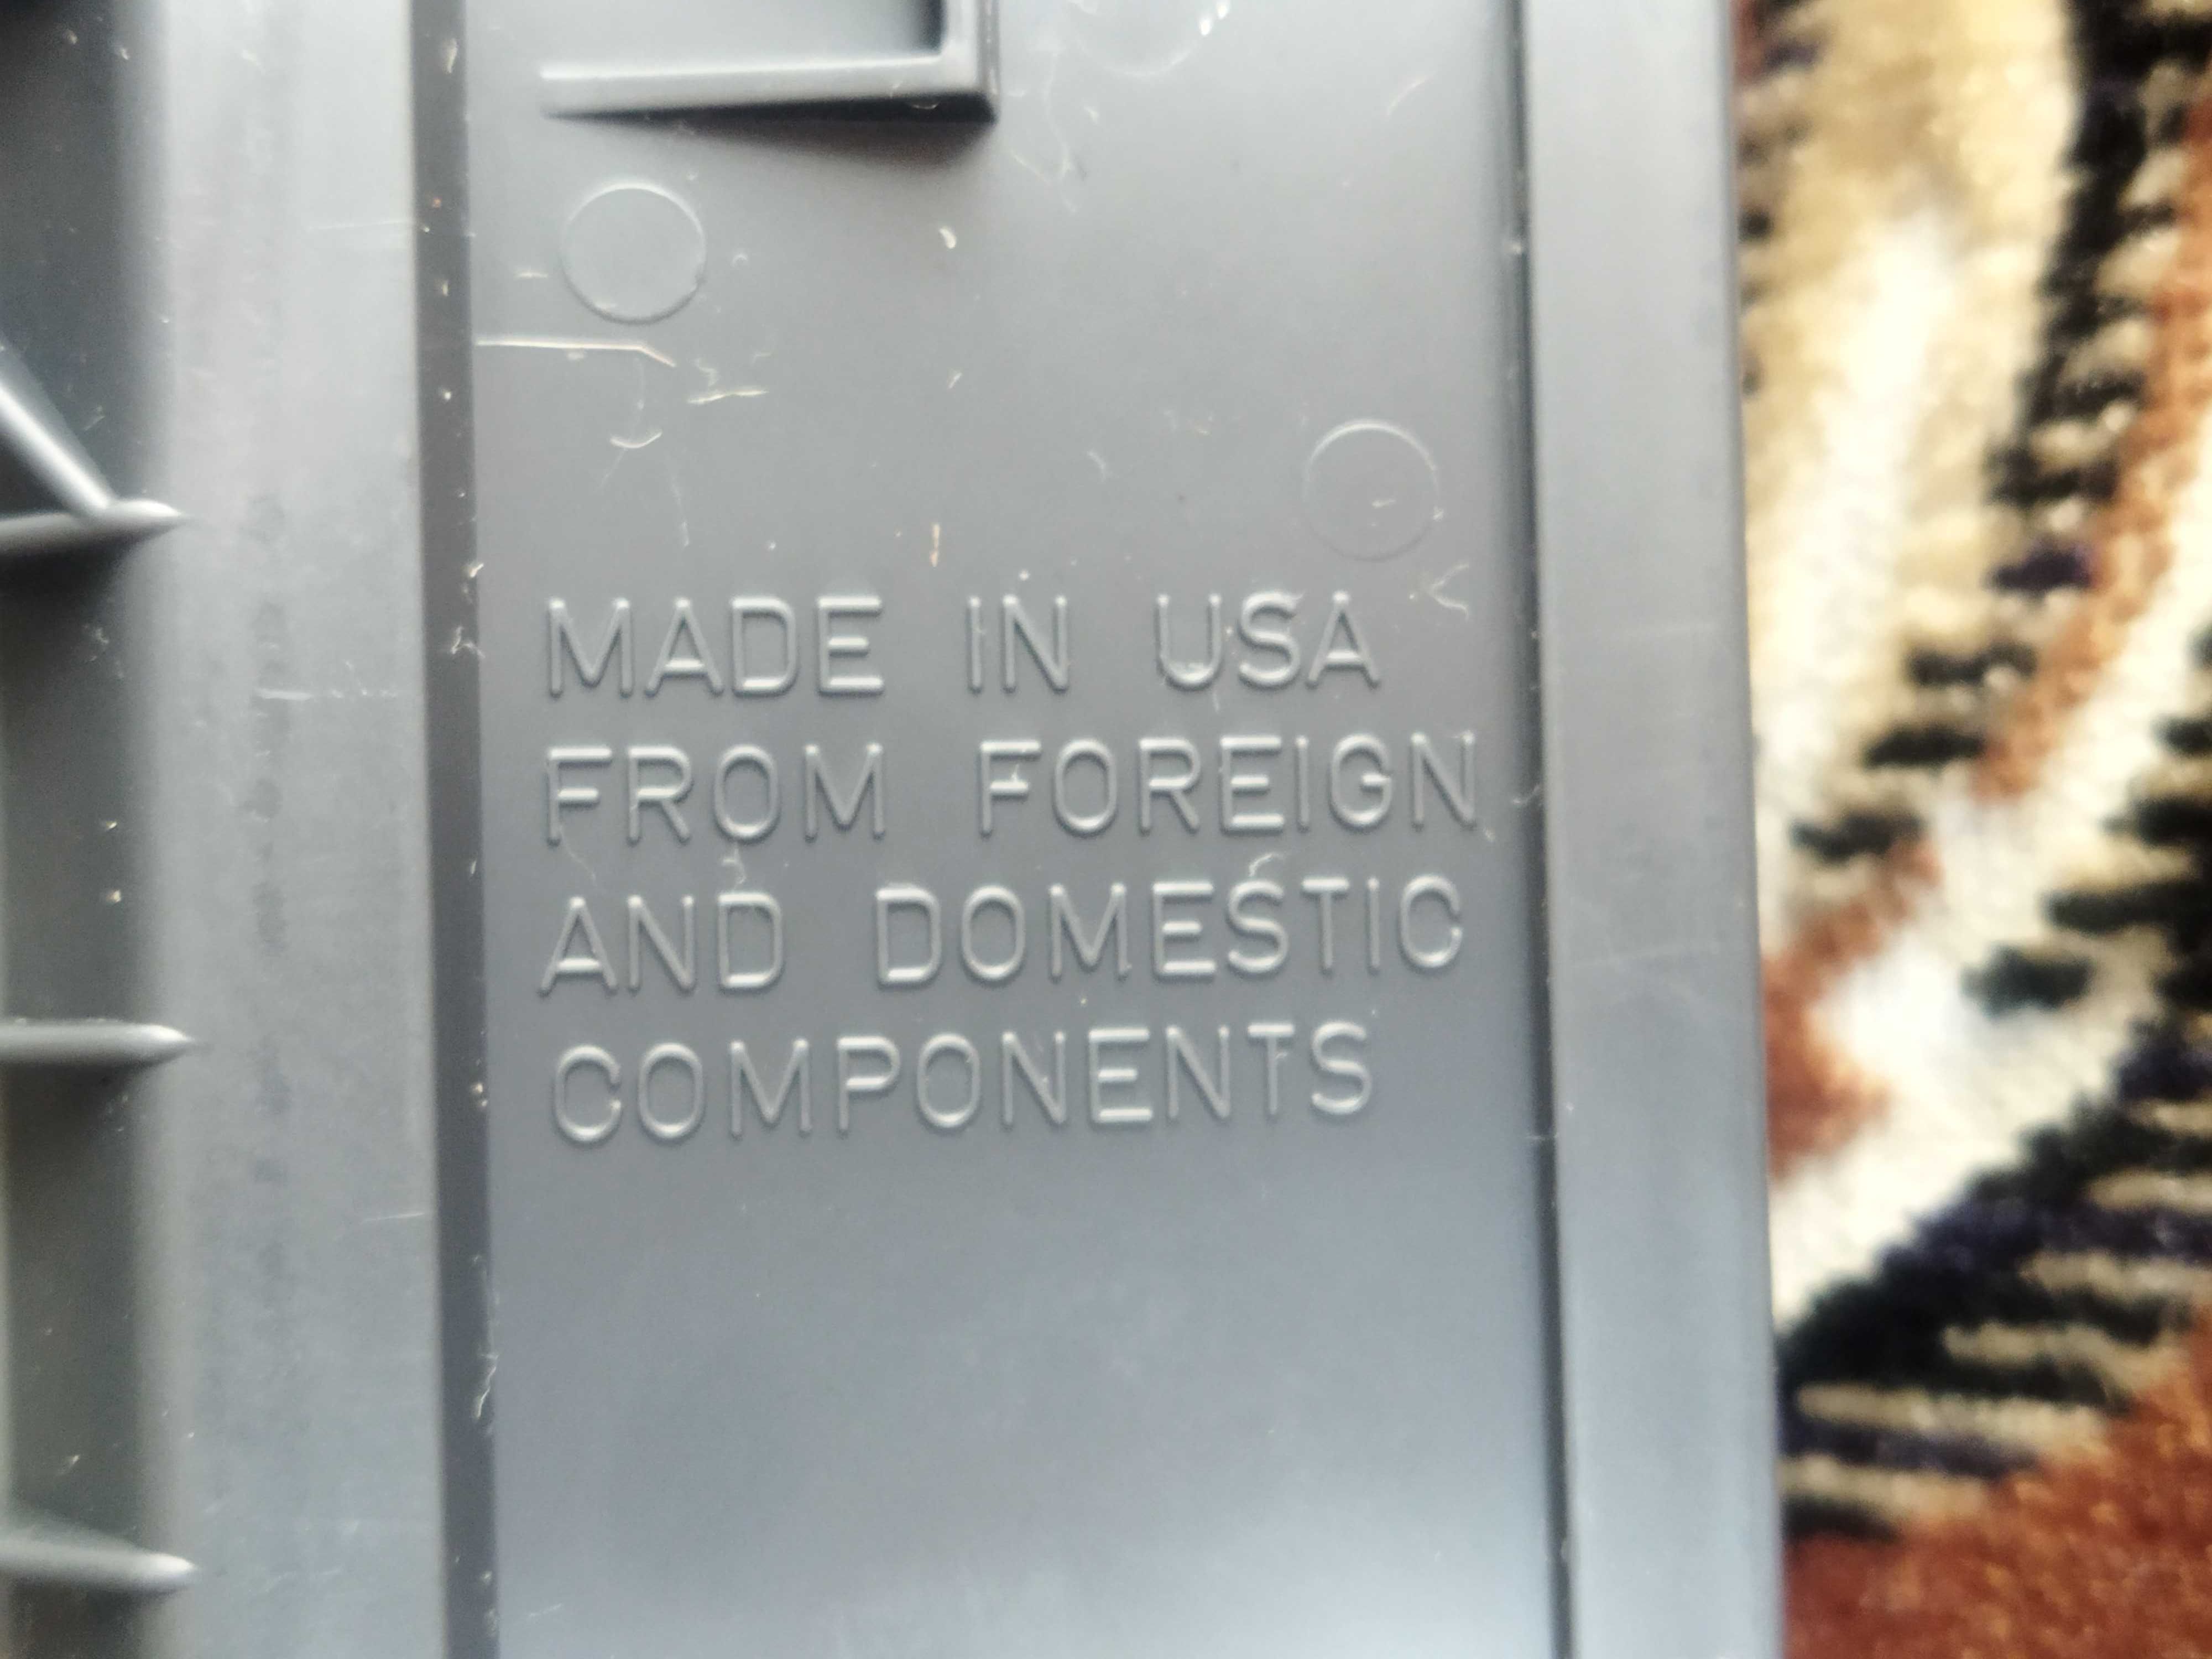 MADE IN USA
FROM FOREIGN
AND DOMESTIC
COMPONENTS